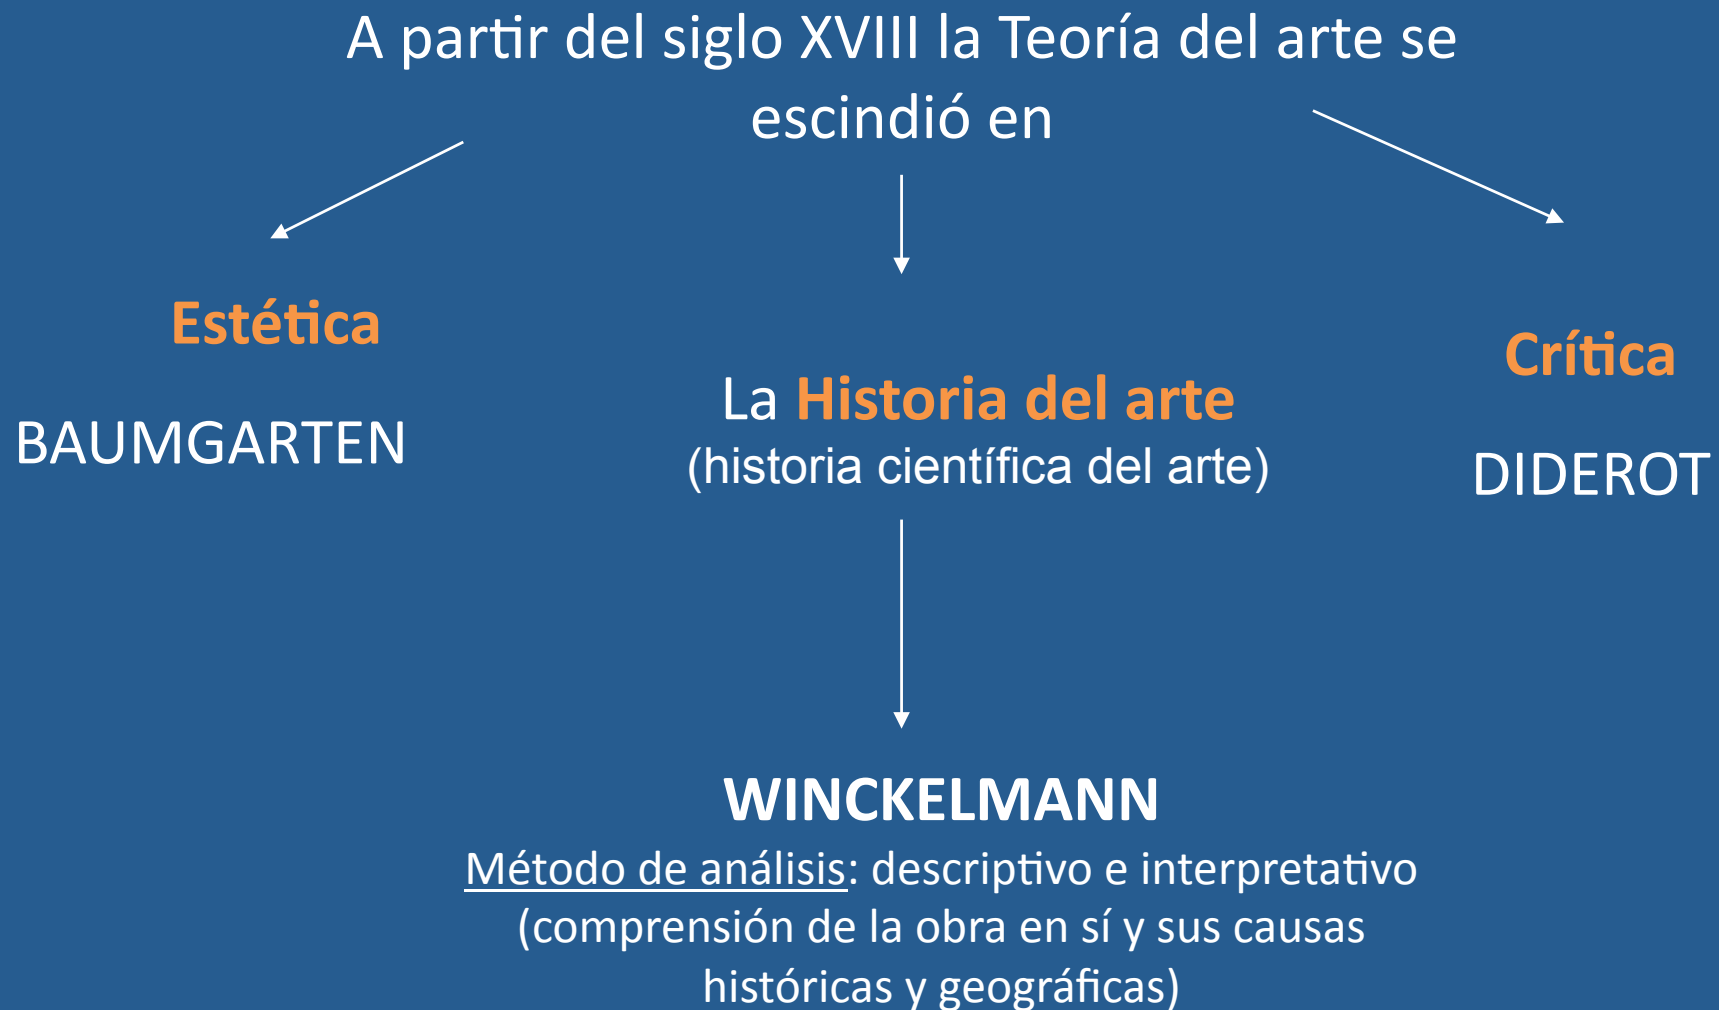 A partir del siglo XVIII la Teoría del arte se
escindió en
Estética
BAUMGARTEN
La Historia del arte
(historia científica del arte)
Crítica
DIDEROT
WINCKELMANN
Método de análisis: descriptivo e interpretativo
(comprensión de la obra en sí y sus causas
históricas y geográficas)